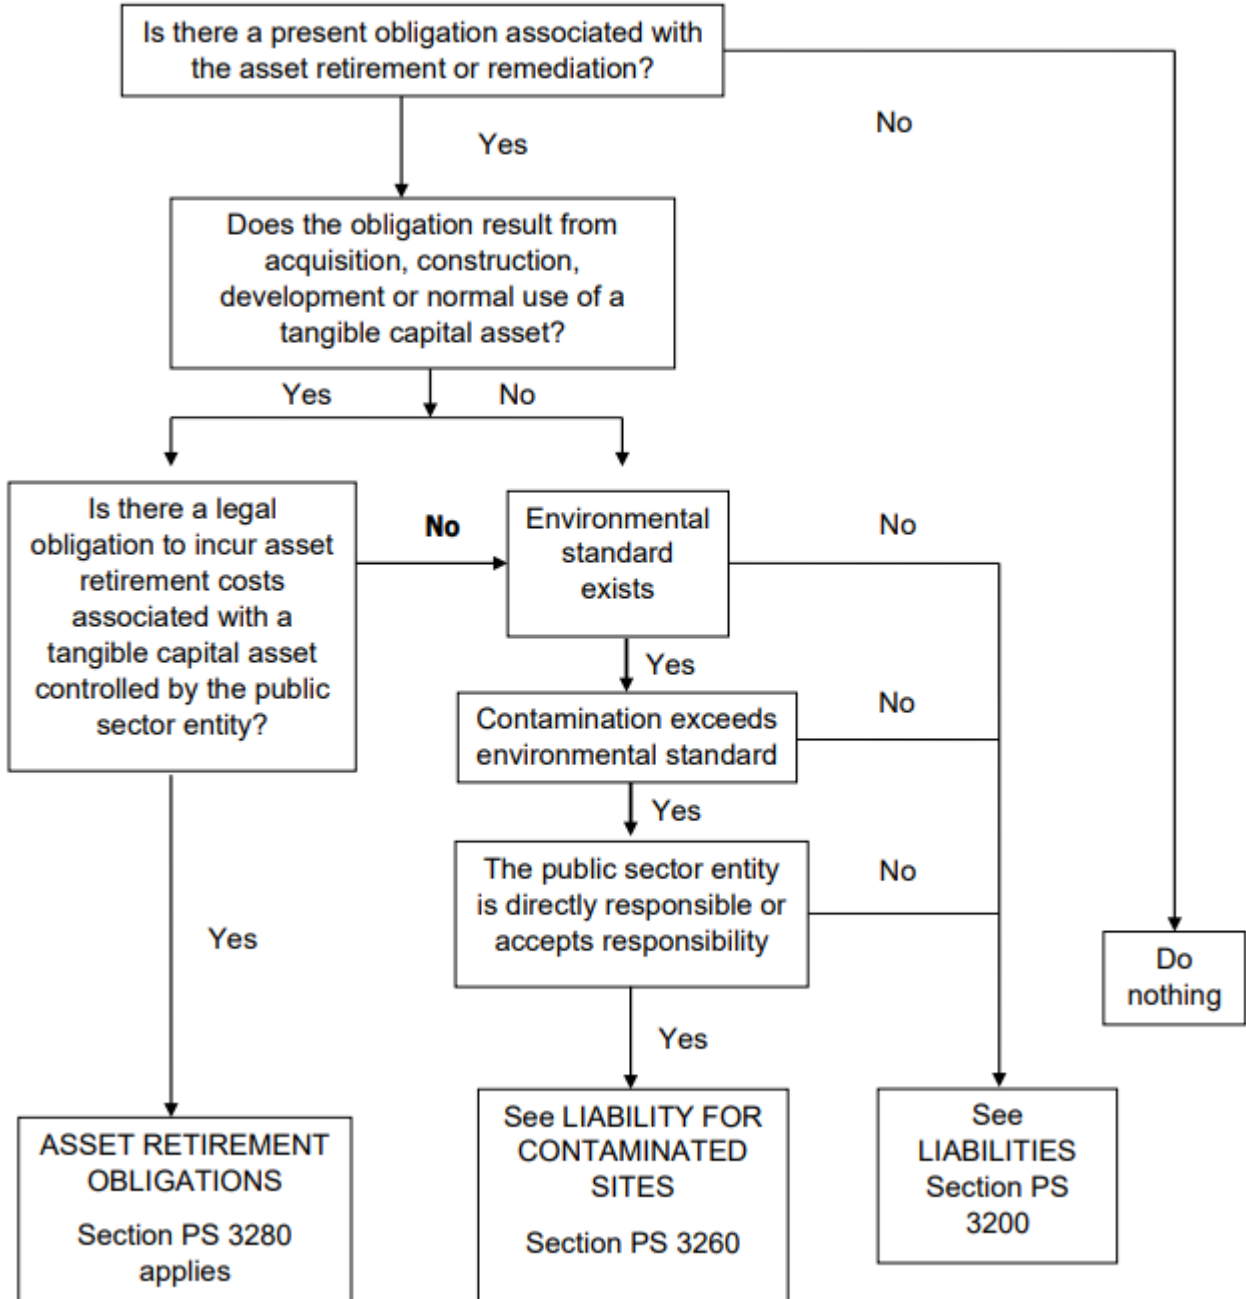 Is there a present obligation associated with
the asset retirement or remediation?
No
Yes
Does the obligation result from
acquisition, construction,
development or normal use of a
tangible capital asset?
Yes
No
Is there a legal
obligation to incur asset
retirement costs
associated with a
tangible capital asset
controlled by the public
sector entity?
No
Environmental
standard
exists
No
Yes
Contamination exceeds
environmental standard
No
Yes
The public sector entity
is directly responsible or
accepts responsibility
No
Yes
Do
nothing
Yes
ASSET RETIREMENT
OBLIGATIONS
Section PS 3280
applies
See LIABILITY FOR
CONTAMINATED
SITES
Section PS 3260
See
LIABILITIES
Section PS
3200